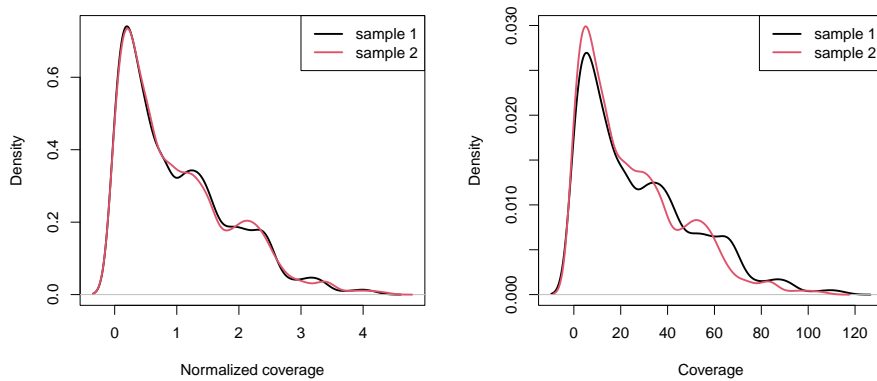 sample 1
sample 2
Density
0.0
0.2
0.4
0.6
0 1 2 3 4
Normalized coverage
sample 1
sample 2
Density
0.000
0.010
0.020
0.030
0 20 40 60 80 100 120
Coverage